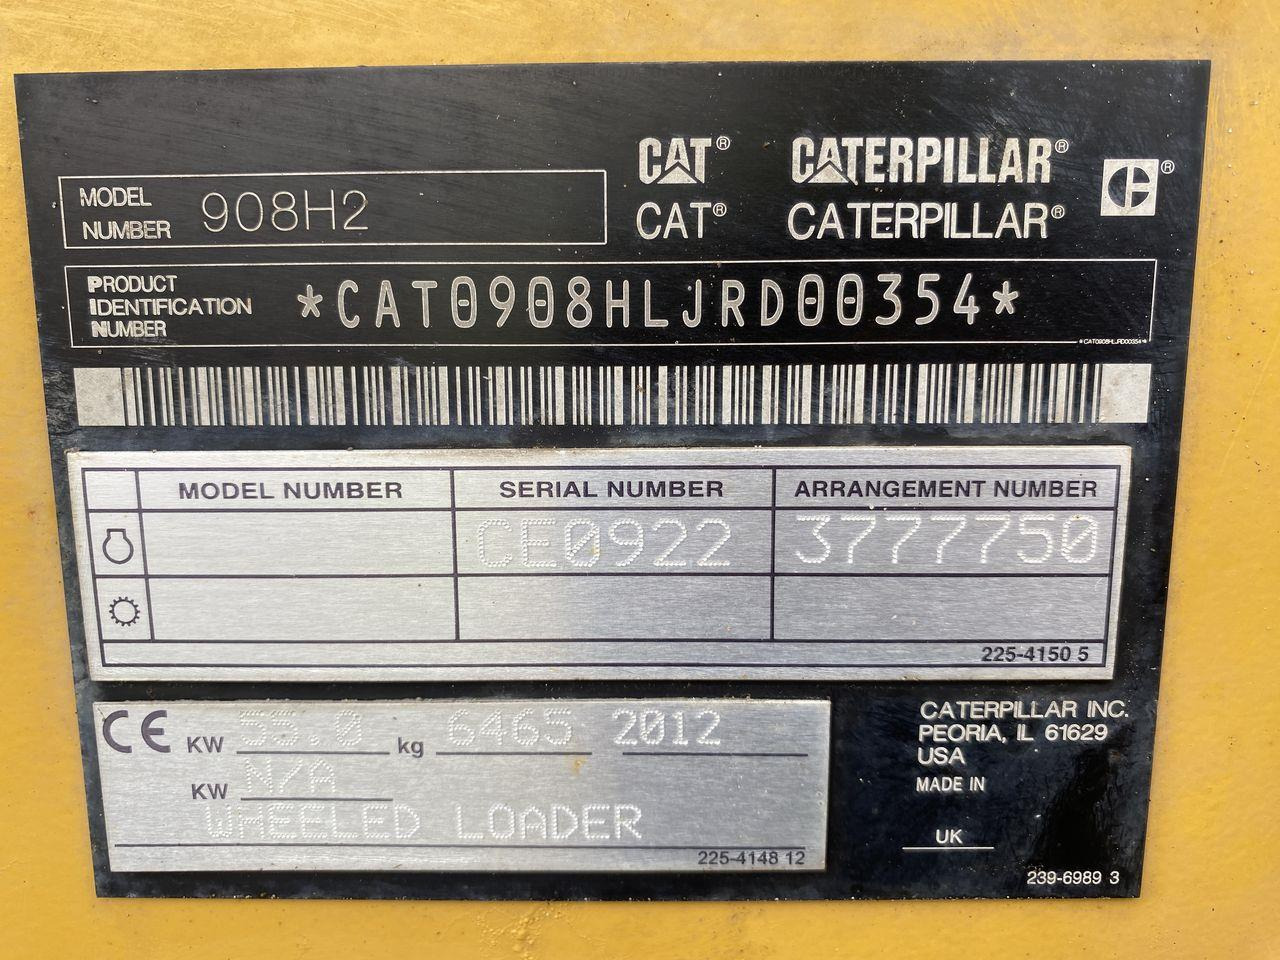 CAT® CATERPILLAR®
CAT® CATERPILLAR®
MODEL NUMBER 908H2
PRODUCT IDENTIFICATION NUMBER *CAT0908HLJRD00354*
*CAT0908HLJRD00354*
MODEL NUMBER SERIAL NUMBER ARRANGEMENT NUMBER
CE0922 3777750
225-4150 5
CE KW 55.0 kg 6465 2012
KW N/A
WHEELED LOADER
225-4148 12
CATERPILLAR INC.
PEORIA, IL 61629
USA
MADE IN
UK
239-6989 3